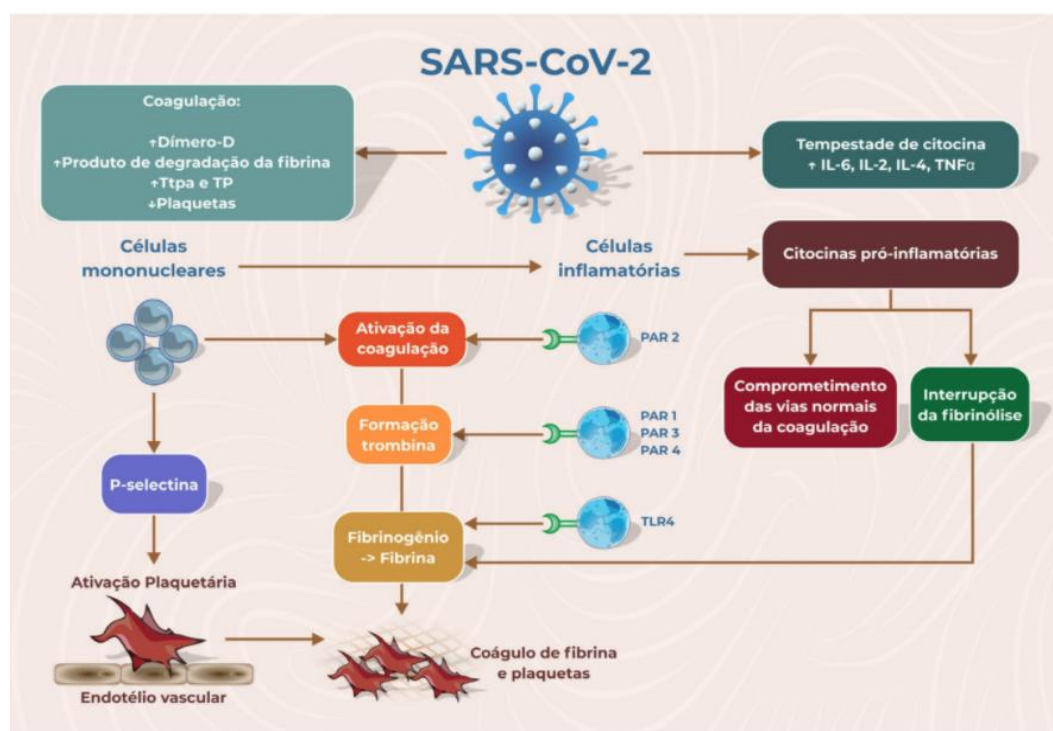 SARS-CoV-2
Coagulação:
↑Dímero-D
↑Produto de degradação da fibrina
↑Ttpa e TP
↓Plaquetas
Tempestade de citocina
↑ IL-6, IL-2, IL-4, TNFα
Células
mononucleares
Células
inflamatórias
Citocinas pró-inflamatórias
Ativação da
coagulação
PAR 2
Comprometimento
das vias normais
da coagulação
Interrupção
da fibrinólise
Formação
trombina
PAR 1
PAR 3
PAR 4
P-selectina
Fibrinogênio
-> Fibrina
TLR4
Ativação Plaquetária
Coágulo de fibrina
e plaquetas
Endotélio vascular